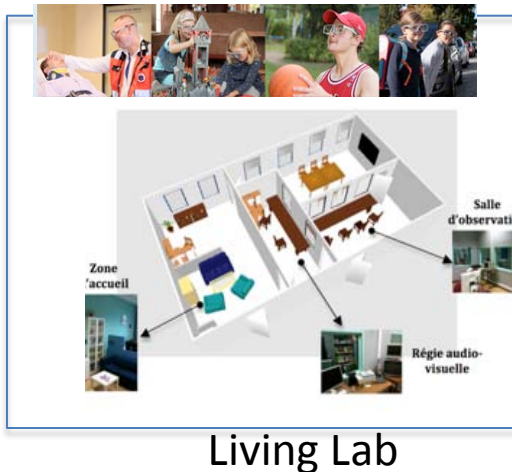 Salle
d'observati
Zone
'accueil
Régie audio-
visuelle
Living Lab